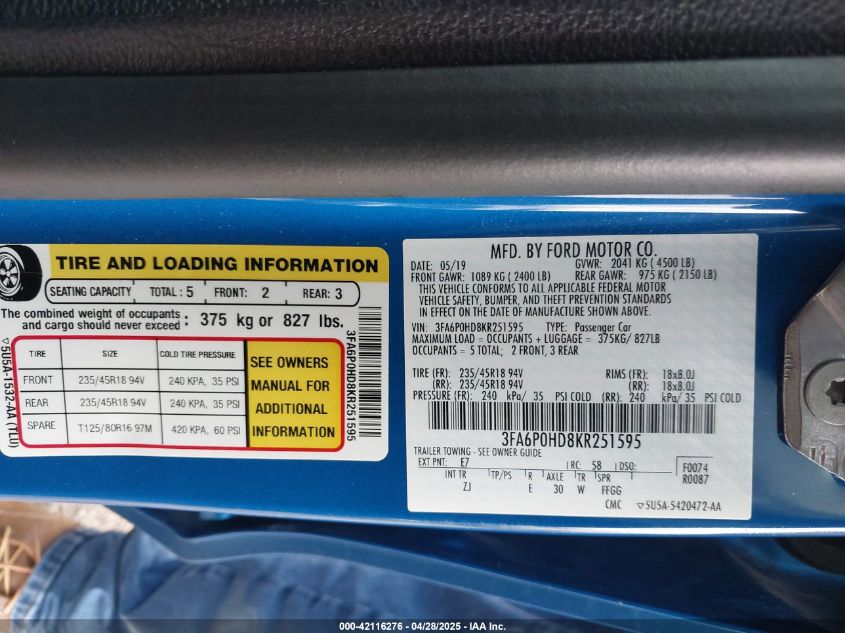 TIRE AND LOADING INFORMATION
SEATING CAPACITY TOTAL : 5 FRONT: 2 REAR: 3
The combined weight of occupants and cargo should never exceed : 375 kg or 827 lbs.
TIRE SIZE COLD TIRE PRESSURE
FRONT 235/45R18 94V 240 KPA, 35 PSI
REAR 235/45R18 94V 240 KPA, 35 PSI
SPARE T125/80R16 97M 420 KPA, 60 PSI
SEE OWNERS
MANUAL FOR
ADDITIONAL
INFORMATION
5U5A-1532-AA (TLU)
3FA6P0HD8KR251595
MFD. BY FORD MOTOR CO.
DATE: 05/19 GVWR: 2041 KG ( 4500 LB)
FRONT GAWR: 1089 KG ( 2400 LB) REAR GAWR: 975 KG ( 2150 LB)
THIS VEHICLE CONFORMS TO ALL APPLICABLE FEDERAL MOTOR
VEHICLE SAFETY, BUMPER, AND THEFT PREVENTION STANDARDS
IN EFFECT ON THE DATE OF MANUFACTURE SHOWN ABOVE.
VIN: 3FA6P0HD8KR251595 TYPE: Passenger Car
MAXIMUM LOAD = OCCUPANTS + LUGGAGE = 375KG/ 827LB
OCCUPANTS = 5 TOTAL; 2 FRONT, 3 REAR
TIRE (FR): 235/45R18 94V RIMS (FR): 18x8.0J
(RR): 235/45R18 94V (RR): 18x8.0J
PRESSURE (FR): 240 kPa/ 35 PSI COLD (RR): 240 kPa/ 35 PSI COLD
3FA6P0HD8KR251595
TRAILER TOWING - SEE OWNER GUIDE
EXT PNT: E7 RC: 58 DSO: F0074
R0087
INT TR TP/PS R AXLE TR SPR
ZJ E 30 W FFGG
CMC 5U5A-5420472-AA
000-42116276 | 04/28/2025 - IAA Inc.